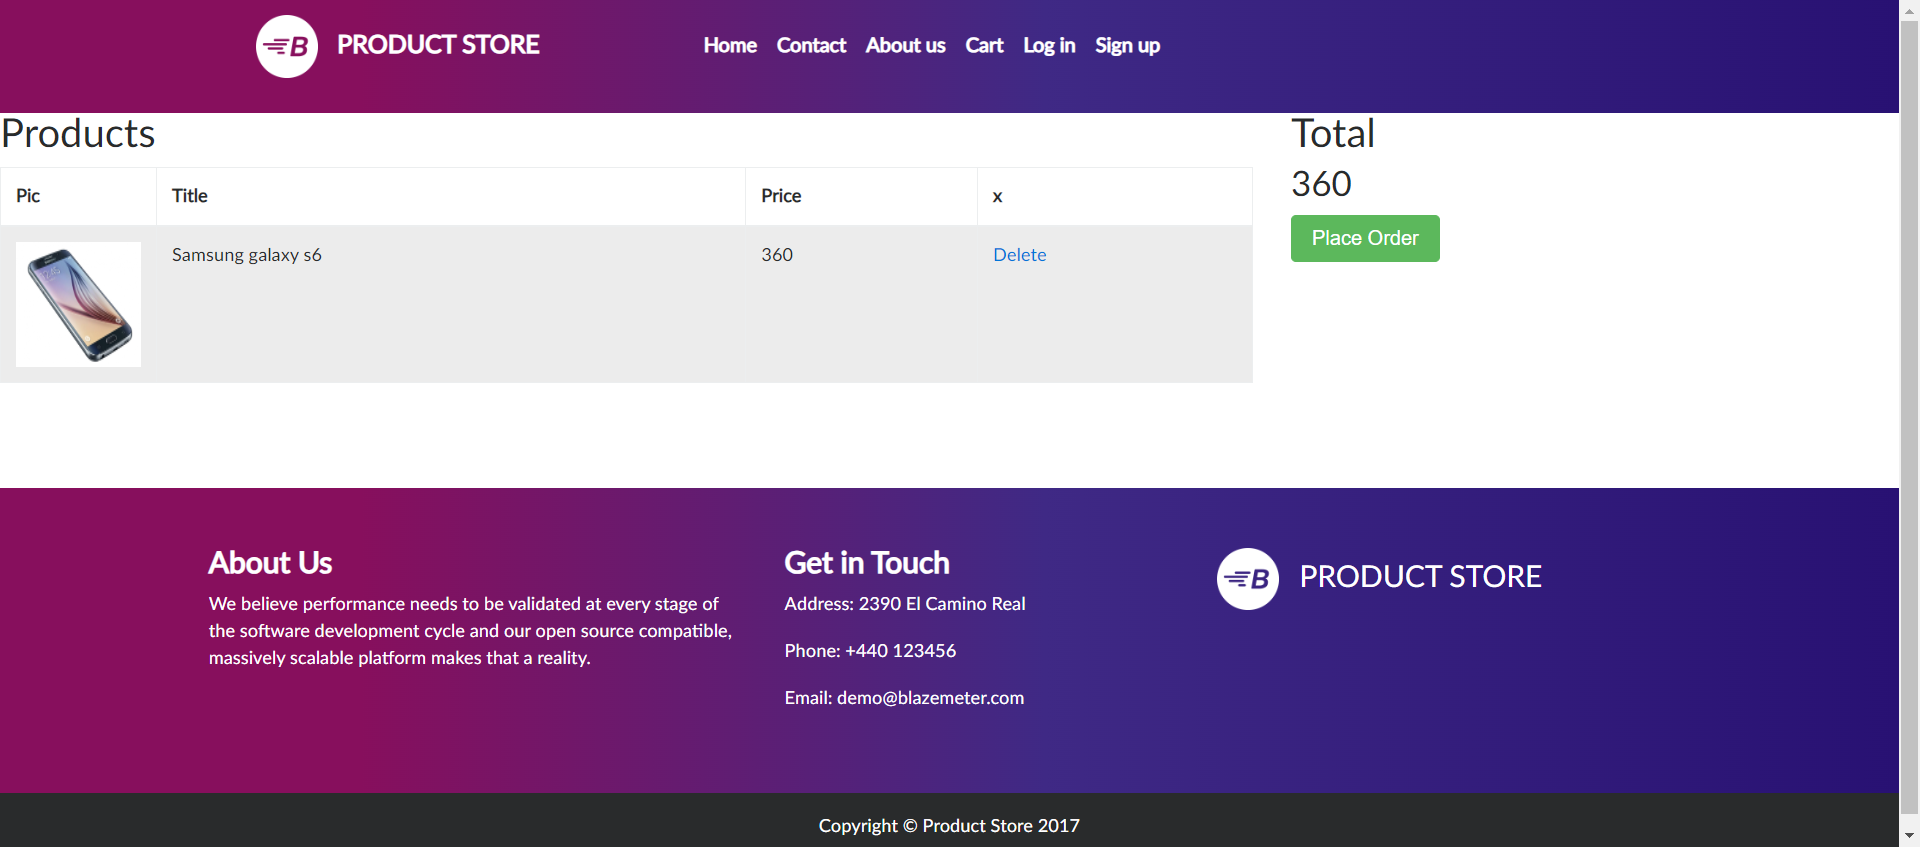 B PRODUCT STORE Home Contact About us Cart Log in Sign up
Products
Pic Title Price x
Samsung galaxy s6 360 Delete
Total
360
Place Order
About Us
We believe performance needs to be validated at every stage of
the software development cycle and our open source compatible,
massively scalable platform makes that a reality.
Get in Touch
Address: 2390 El Camino Real
Phone: +440 123456
Email: demo@blazemeter.com
B PRODUCT STORE
Copyright © Product Store 2017